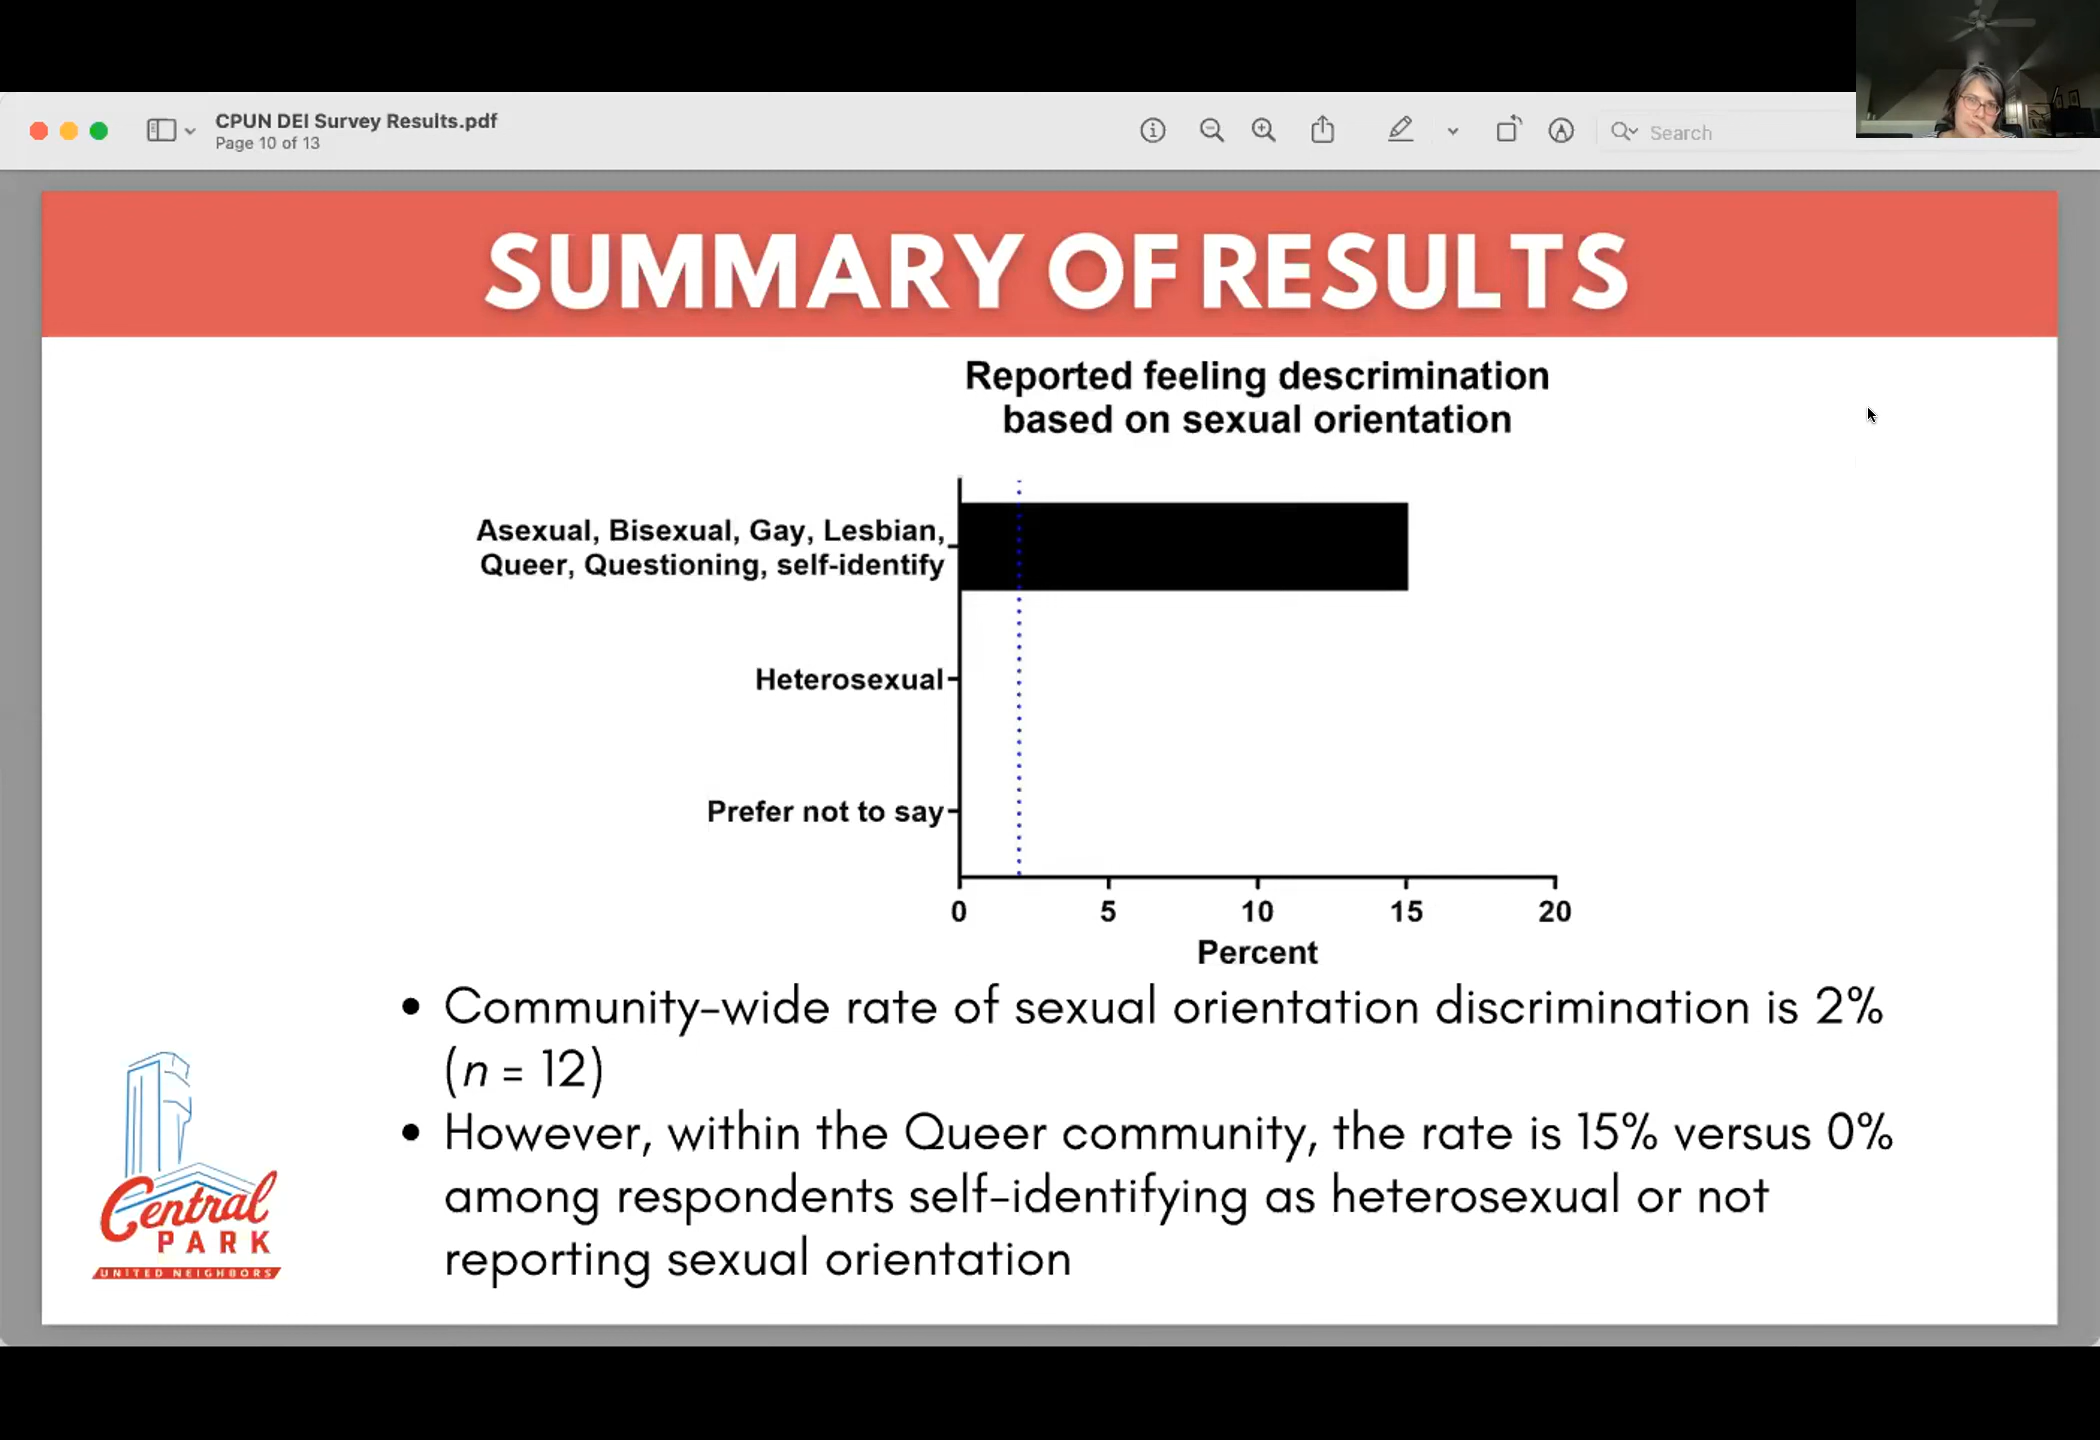 CPUN DEI Survey Results.pdf
Page 10 of 13
Search
SUMMARY OF RESULTS
Reported feeling descrimination
based on sexual orientation
Asexual, Bisexual, Gay, Lesbian,
Queer, Questioning, self-identify
Heterosexual
Prefer not to say
0 5 10 15 20
Percent
• Community-wide rate of sexual orientation discrimination is 2%
(n = 12)
• However, within the Queer community, the rate is 15% versus 0%
among respondents self-identifying as heterosexual or not
reporting sexual orientation
Central
PARK
UNITED NEIGHBORS